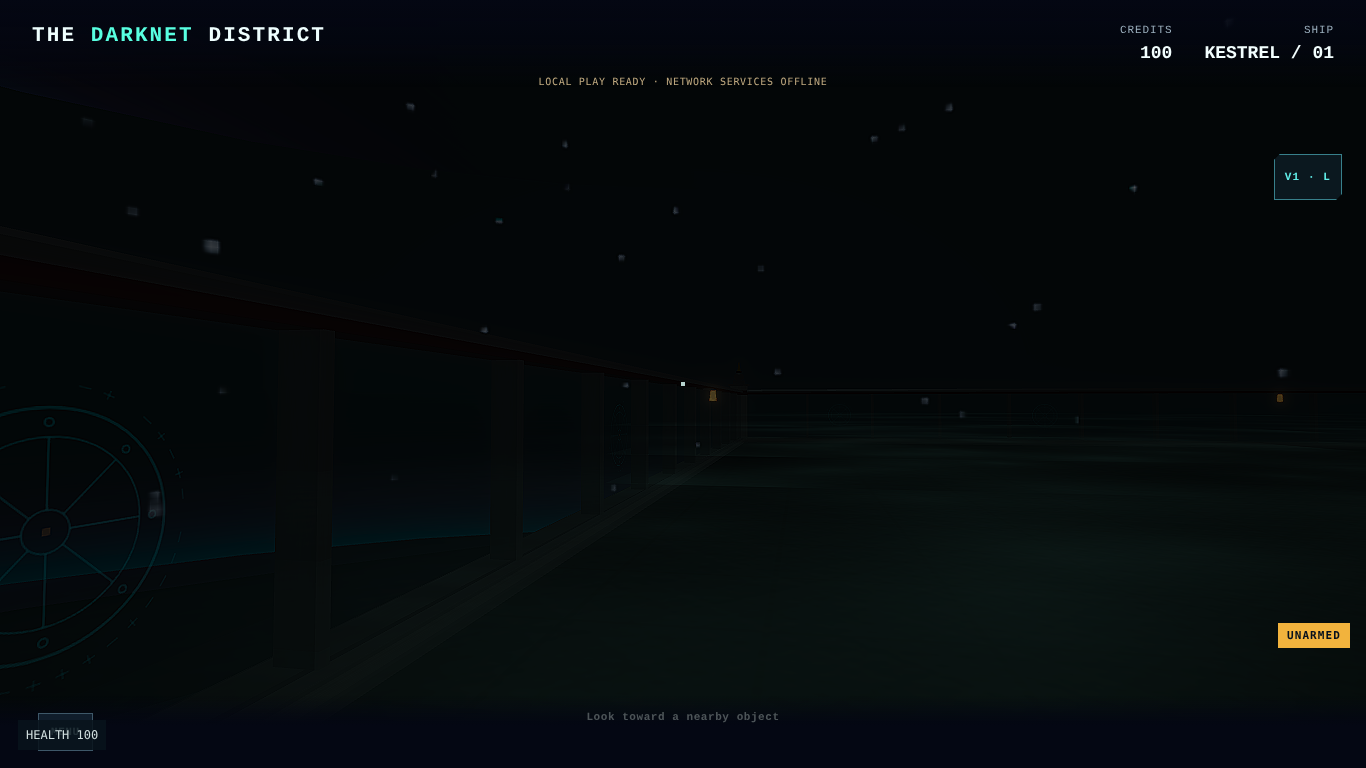 THE DARKNET DISTRICT
CREDITS
100
SHIP
KESTREL / 01
LOCAL PLAY READY · NETWORK SERVICES OFFLINE
V1 · L
UNARMED
Look toward a nearby object
HEALTH 100